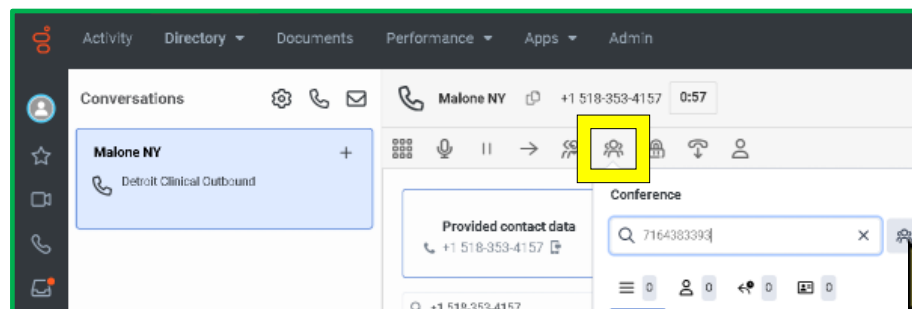 Activity Directory Documents Performance Apps Admin
Conversations
Malone NY +1 518-353-4157 0:57
Malone NY
Detroit Clinical Outbound
Conference
Provided contact data
+1 518-353-4157
7164383393
0 0 0 0
+1 518-353-4157